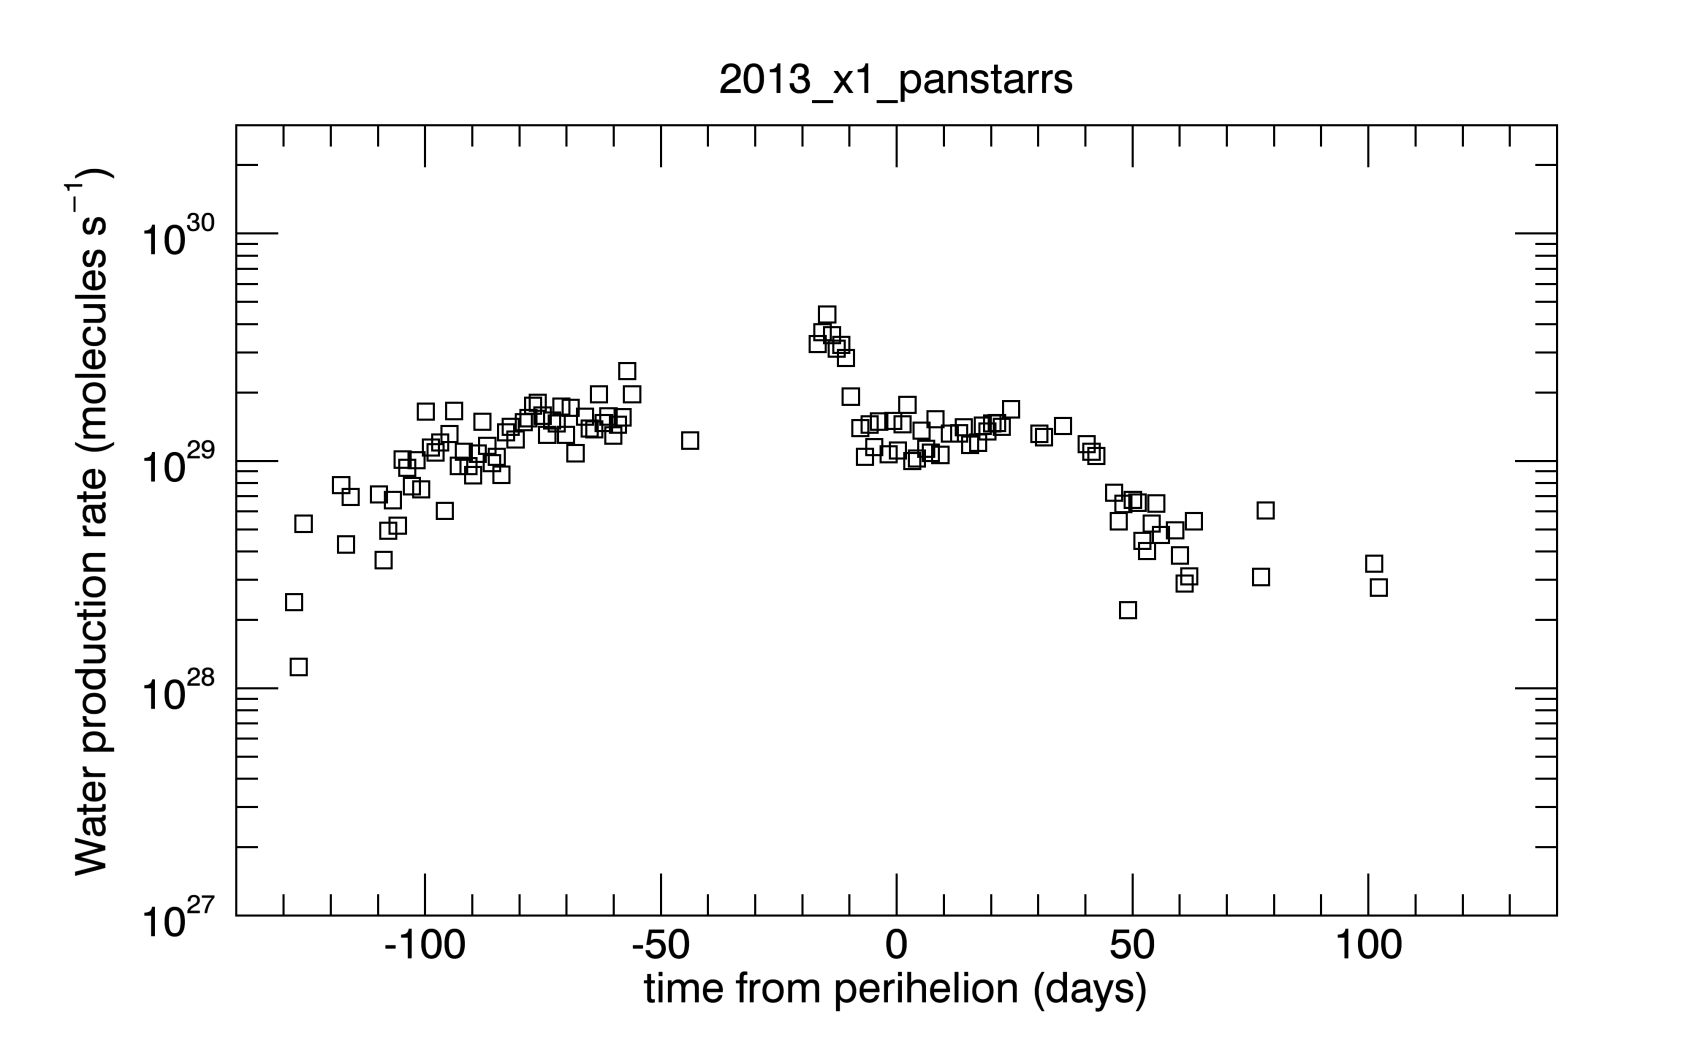 2013_x1_panstarrs
Water production rate (molecules s⁻¹)
10³⁰
10²⁹
10²⁸
10²⁷
-100 -50 0 50 100
time from perihelion (days)